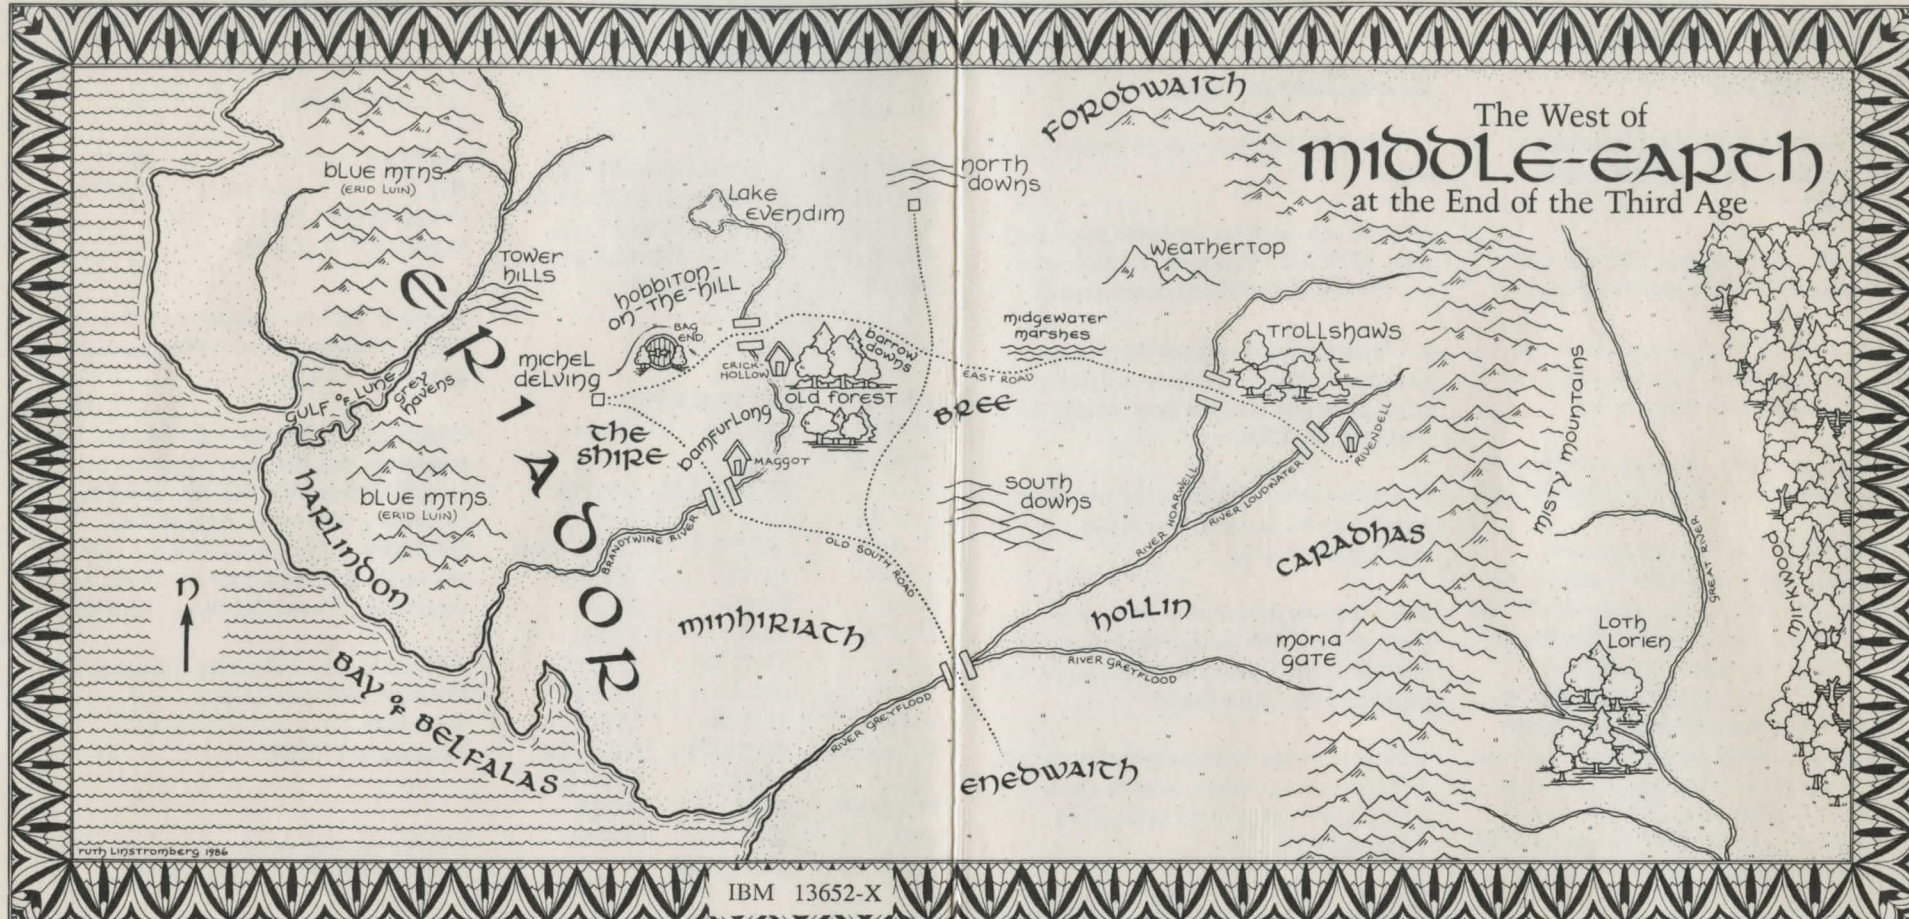 The West of
MIDDLE-EARTH
at the End of the Third Age
FORODWAITH
NORTH
DOWNS
BLUE MTNS.
(ERID LUIN)
Lake
EVENDIM
TOWER
HILLS
WEATHERTOP
HOBBITON-
ON-THE-HILL
BAG
END
MIDGEWATER
MARSHES
TROLLSHAWS
BARROW
DOWNS
MICHEL
DELVING
CRICK-
HOLLOW
EAST ROAD
GULF OF LUNE
GREY
HAVENS
OLD FOREST
BREE
ERIADOR
THE
SHIRE
BAMFURLONG
MAGGOT
RIVENDELL
MISTY MOUNTAINS
HARLINDON
BLUE MTNS.
(ERID LUIN)
SOUTH
DOWNS
RIVER HOARWELL
RIVER LOUDWATER
BRANDYWINE RIVER
OLD SOUTH ROAD
CARADHAS
GREAT RIVER
MIRKWOOD
N
MINHIRIATH
HOLLIN
MORIA
GATE
LOTH
LORIEN
RIVER GREYFLOOD
BAY OF BELFALAS
RIVER GREYFLOOD
ENEDWAITH
RUTH LINSTROMBERG 1986
IBM 13652-X